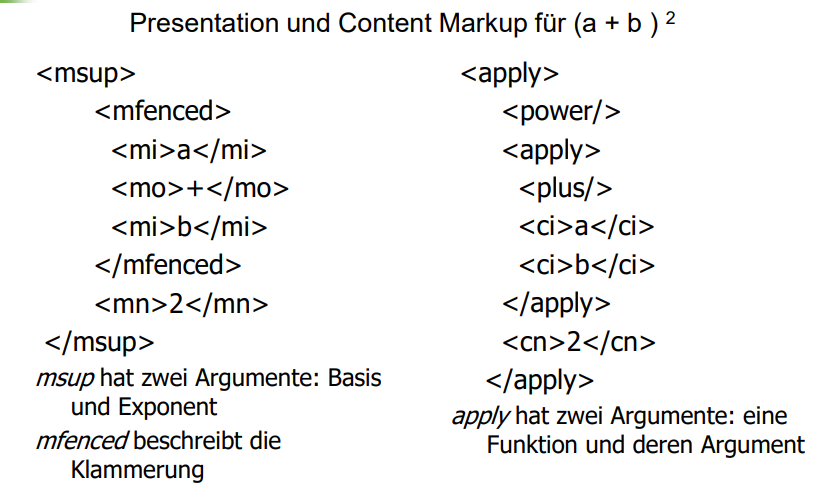 Presentation und Content Markup für (a + b ) 2
<msup>
<mfenced>
<mi>a</mi>
<mo>+</mo>
<mi>b</mi>
</mfenced>
<mn>2</mn>
</msup>
msup hat zwei Argumente: Basis
und Exponent
mfenced beschreibt die
Klammerung
<apply>
<power/>
<apply>
<plus/>
<ci>a</ci>
<ci>b</ci>
</apply>
<cn>2</cn>
</apply>
apply hat zwei Argumente: eine
Funktion und deren Argument